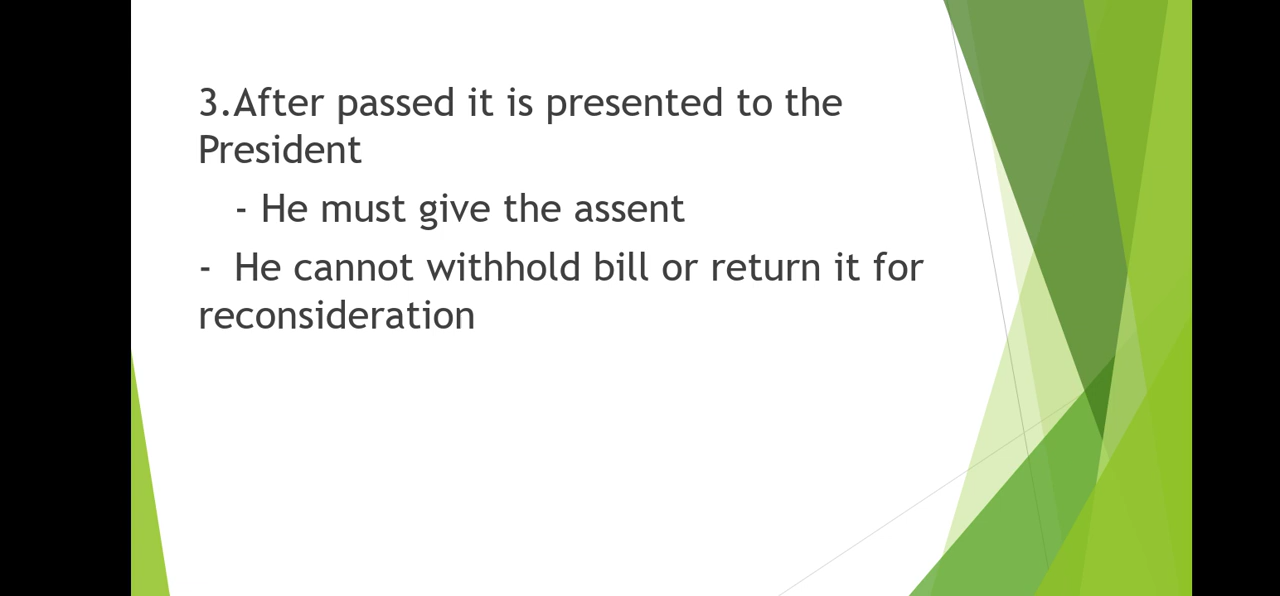 3.After passed it is presented to the
President
- He must give the assent
- He cannot withhold bill or return it for
reconsideration